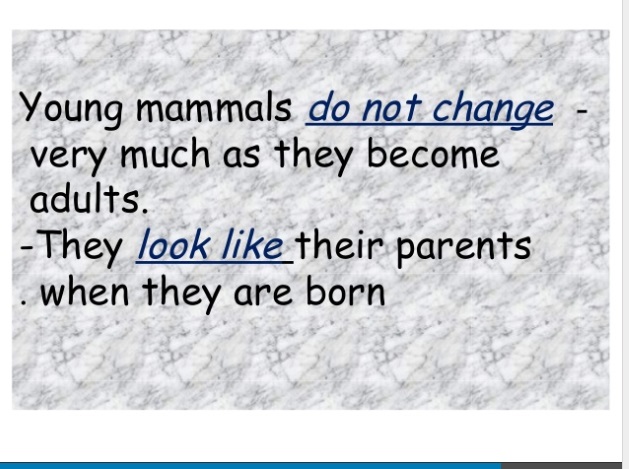 Young mammals do not change -
very much as they become
adults.
-They look like their parents
. when they are born